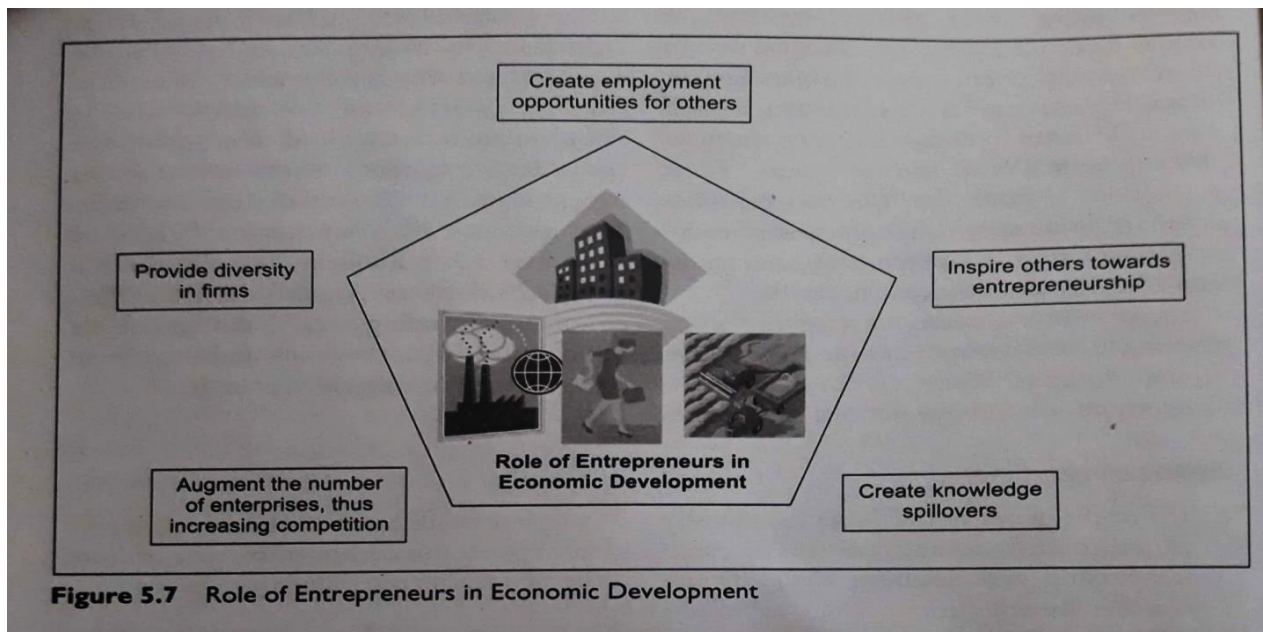 Create employment
opportunities for others
Provide diversity
in firms
Inspire others towards
entrepreneurship
Role of Entrepreneurs in
Economic Development
Augment the number
of enterprises, thus
increasing competition
Create knowledge
spillovers
Figure 5.7 Role of Entrepreneurs in Economic Development